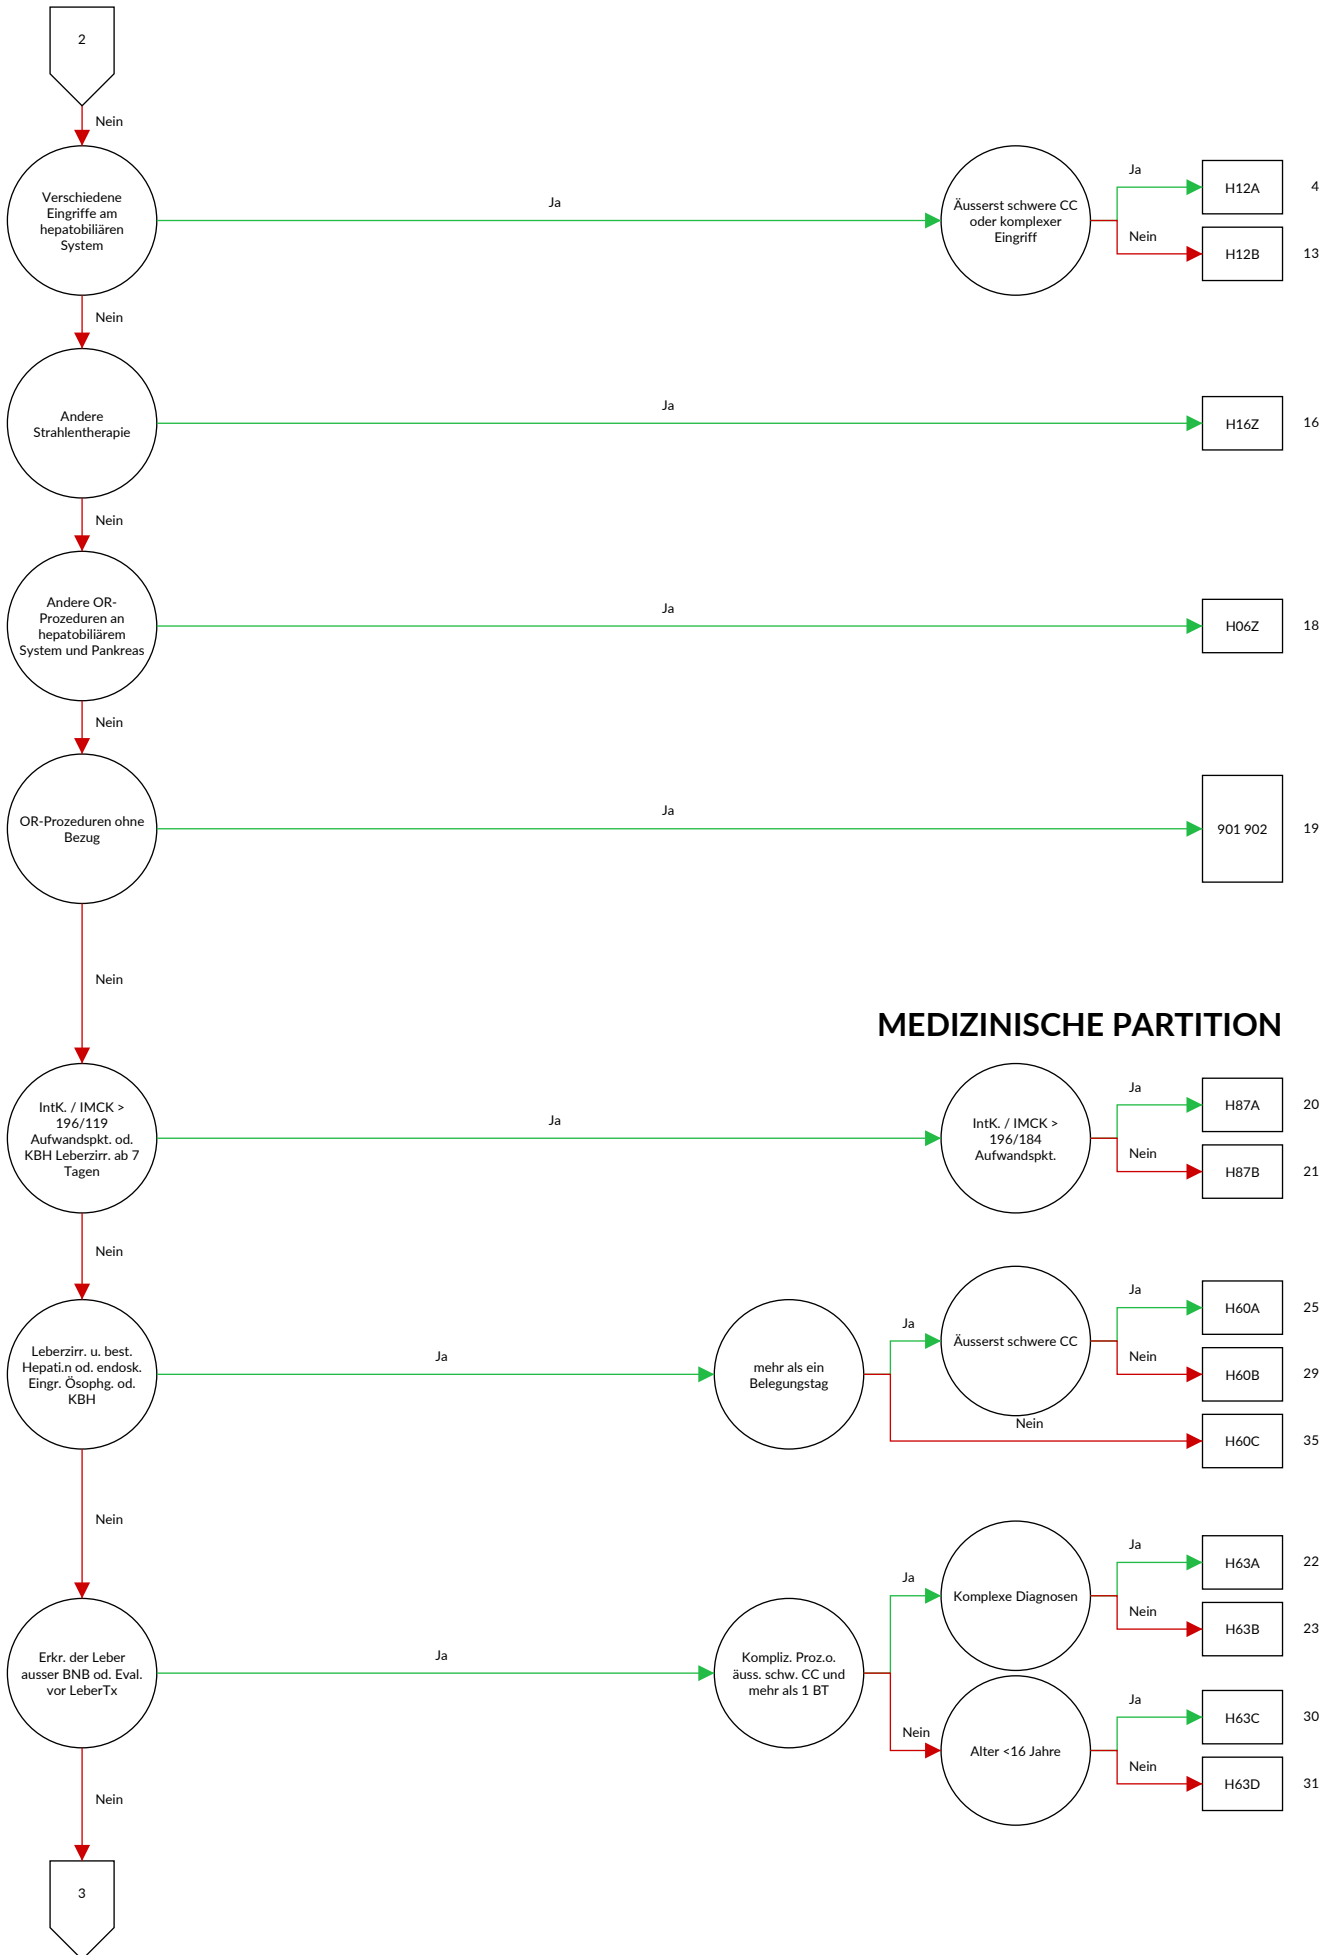 2
Nein
Verschiedene
Eingriffe am
hepatobiliären
System
Ja
Äusserst schwere CC
oder komplexer
Eingriff
Ja
H12A
4
Nein
H12B
13
Nein
Andere
Strahlentherapie
Ja
H16Z
16
Nein
Andere OR-
Prozeduren an
hepatobiliärem
System und Pankreas
Ja
H06Z
18
Nein
OR-Prozeduren ohne
Bezug
Ja
901 902
19
Nein
MEDIZINISCHE PARTITION
IntK. / IMCK >
196/119
Aufwandspkt. od.
KBH Leberzirr. ab 7
Tagen
Ja
IntK. / IMCK >
196/184
Aufwandspkt.
Ja
H87A
20
Nein
H87B
21
Nein
Leberzirr. u. best.
Hepati.n od. endosk.
Eingr. Ösophg. od.
KBH
Ja
mehr als ein
Belegungstag
Ja
Äusserst schwere CC
Ja
H60A
25
Nein
H60B
29
Nein
H60C
35
Nein
Erkr. der Leber
ausser BNB od. Eval.
vor LeberTx
Ja
Kompliz. Proz.o.
äuss. schw. CC und
mehr als 1 BT
Ja
Komplexe Diagnosen
Ja
H63A
22
Nein
H63B
23
Nein
Alter <16 Jahre
Ja
H63C
30
Nein
H63D
31
Nein
3